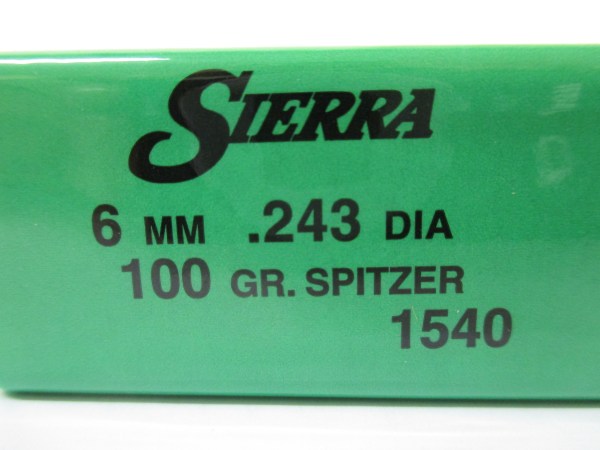 SIERRA
6 MM .243 DIA
100 GR. SPITZER
1540